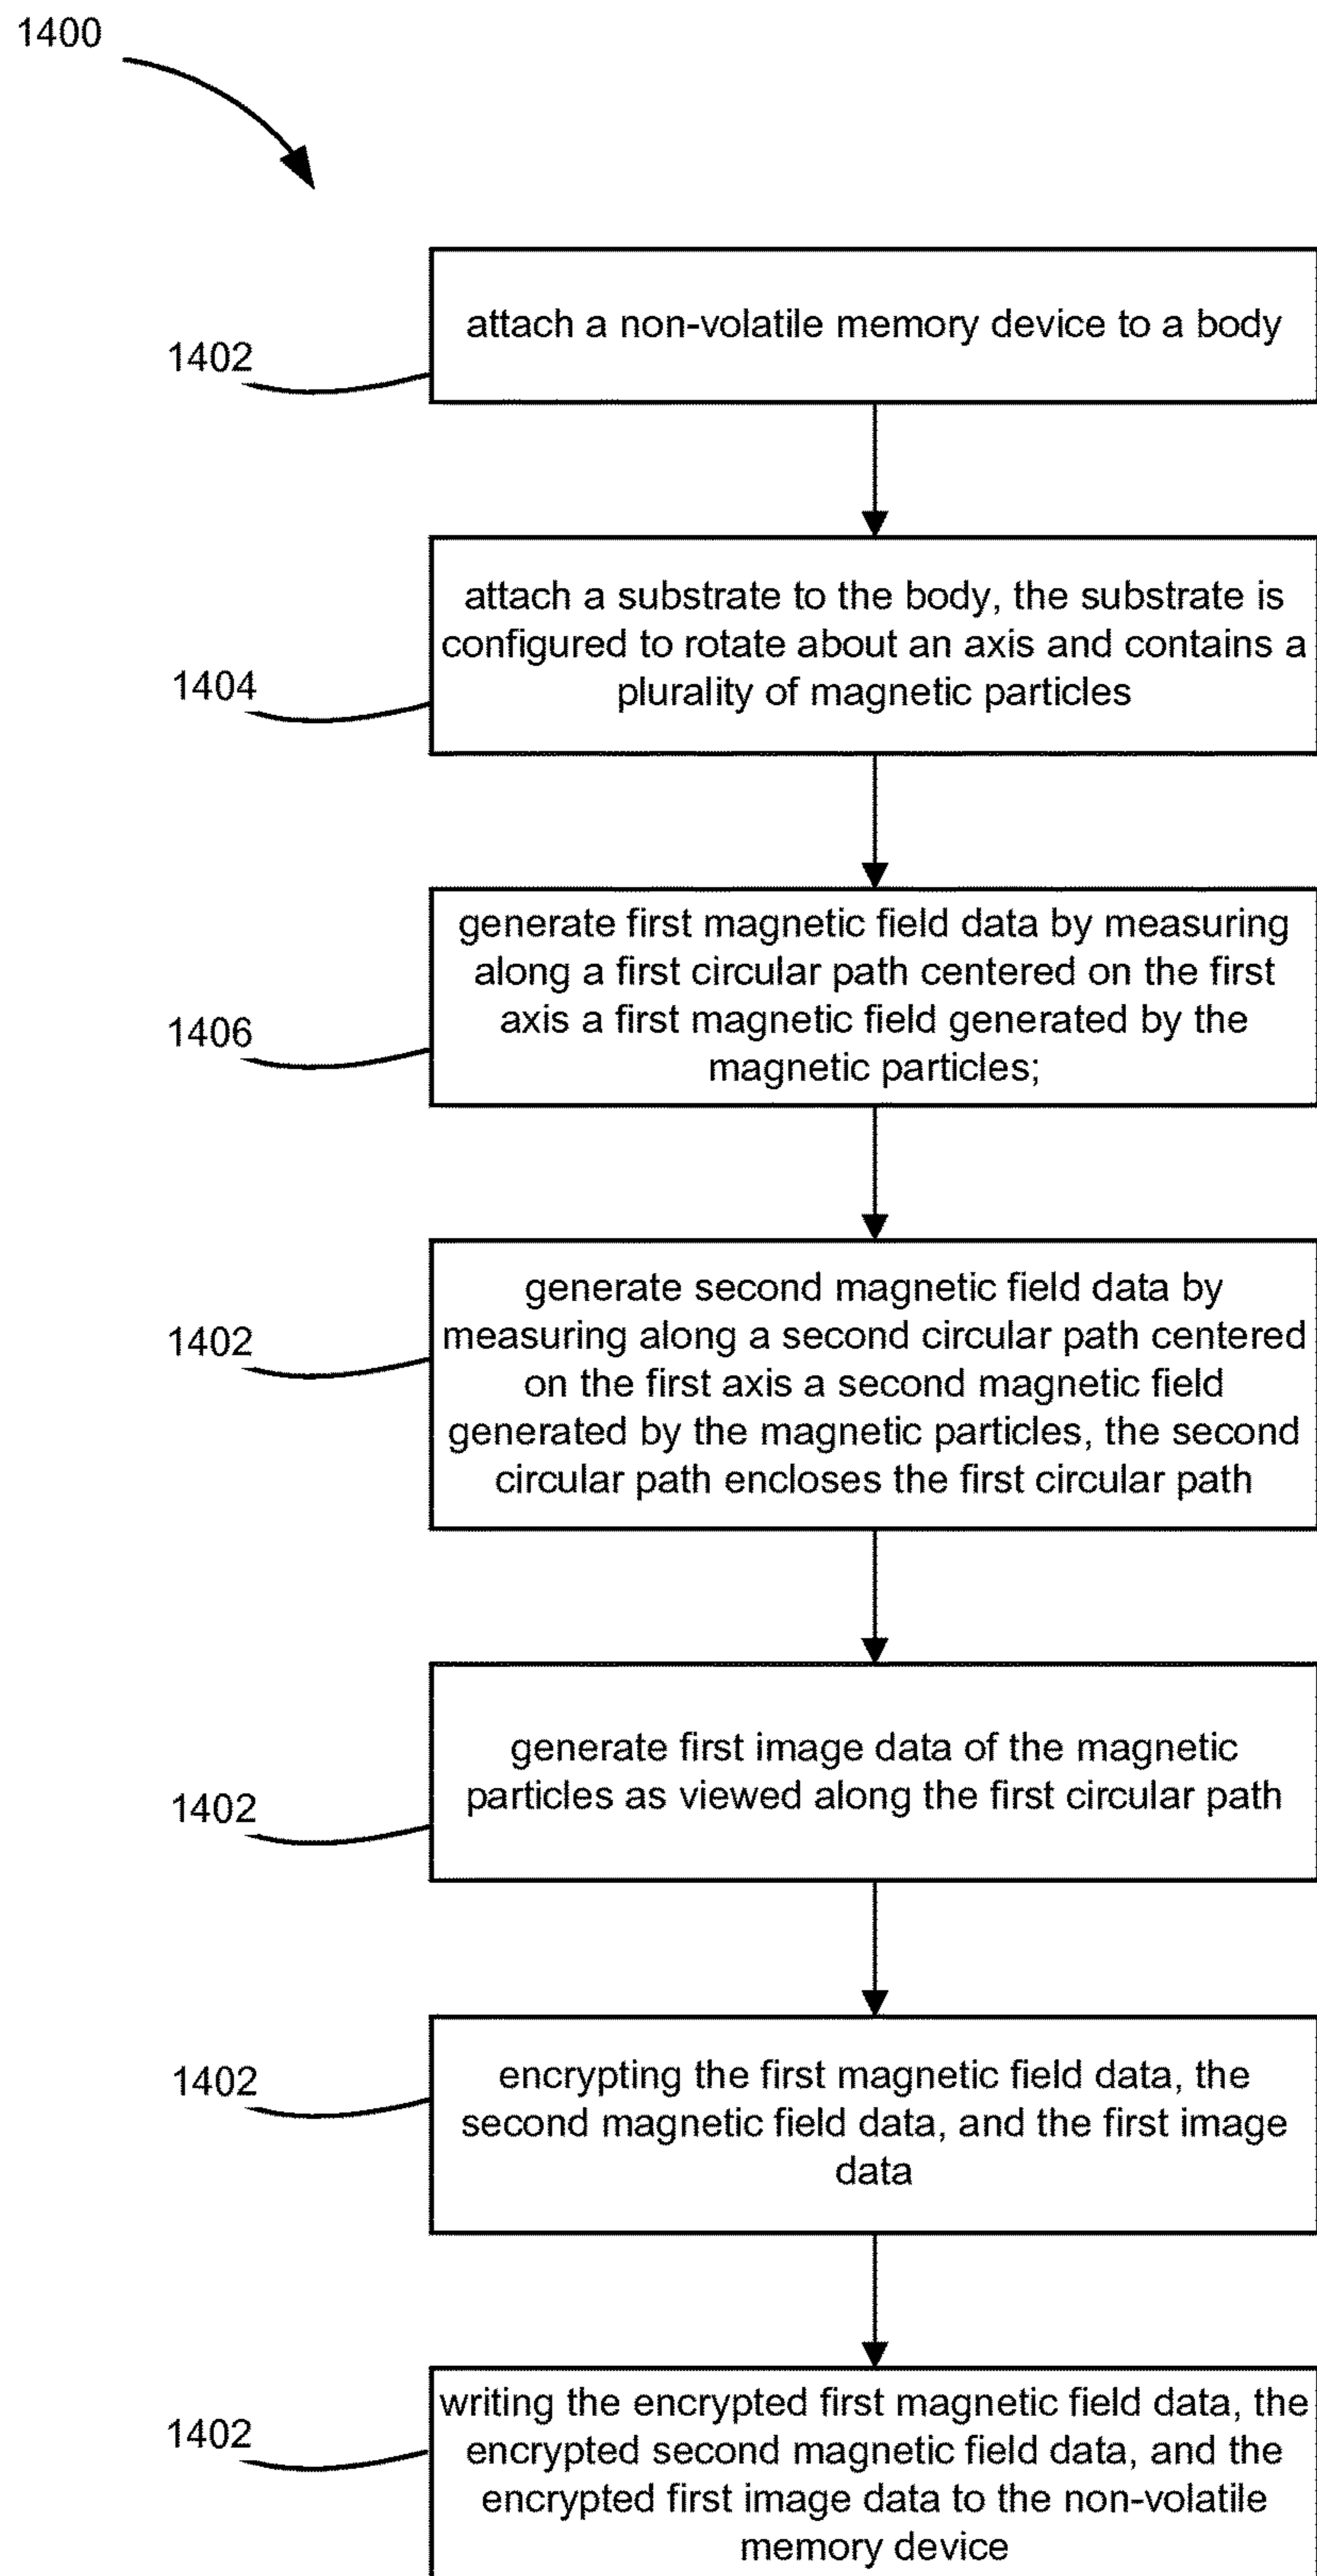 1400
attach a non-volatile memory device to a body
1402
attach a substrate to the body, the substrate is
configured to rotate about an axis and contains a
plurality of magnetic particles
1404
generate first magnetic field data by measuring
along a first circular path centered on the first
axis a first magnetic field generated by the
magnetic particles;
1406
generate second magnetic field data by
measuring along a second circular path centered
on the first axis a second magnetic field
generated by the magnetic particles, the second
circular path encloses the first circular path
1402
generate first image data of the magnetic
particles as viewed along the first circular path
1402
encrypting the first magnetic field data, the
second magnetic field data, and the first image
data
1402
writing the encrypted first magnetic field data, the
encrypted second magnetic field data, and the
encrypted first image data to the non-volatile
memory device
1402